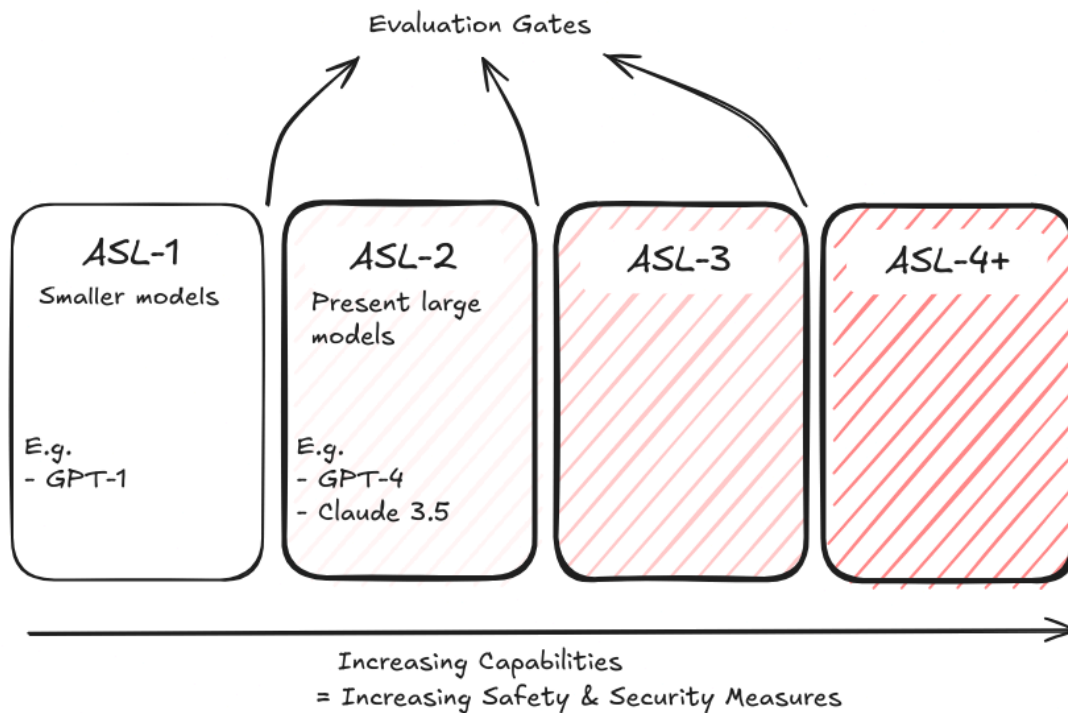 Evaluation Gates
ASL-1
Smaller models
E.g.
- GPT-1
ASL-2
Present large
models
E.g.
- GPT-4
- Claude 3.5
ASL-3
ASL-4+
Increasing Capabilities
= Increasing Safety & Security Measures